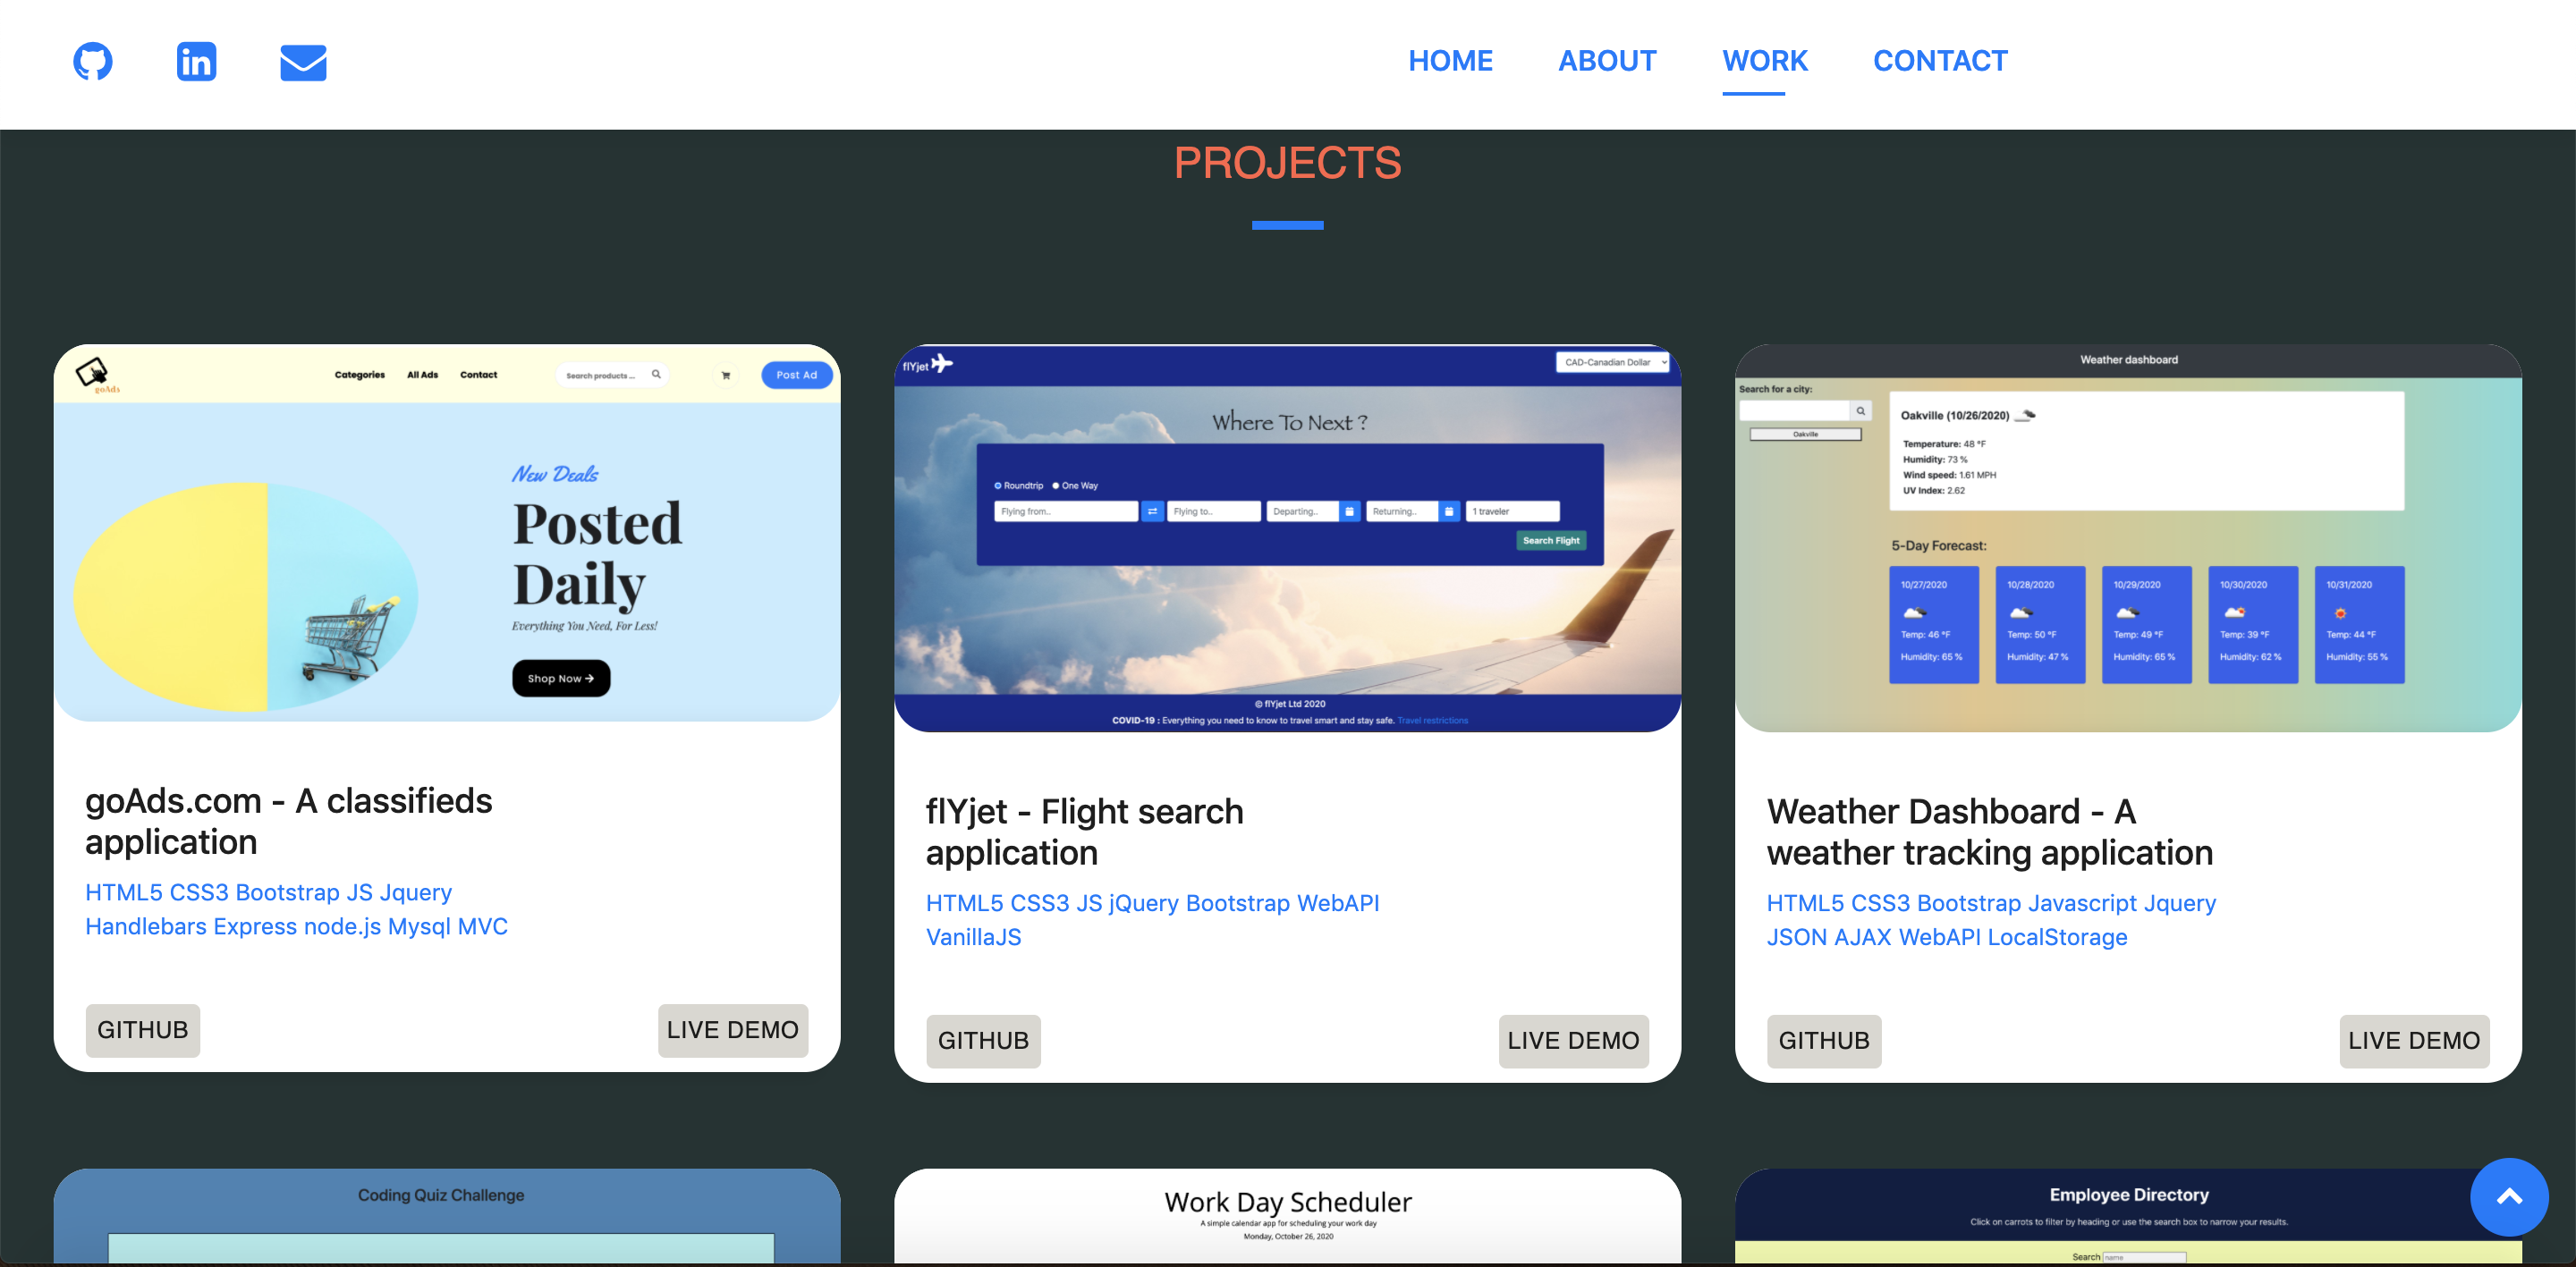 HOME ABOUT WORK CONTACT
PROJECTS
goAds
Categories All Ads Contact Search products ... Post Ad
New Deals
Posted
Daily
Everything You Need, For Less!
Shop Now
goAds.com - A classifieds
application
HTML5 CSS3 Bootstrap JS Jquery
Handlebars Express node.js Mysql MVC
GITHUB LIVE DEMO
flYjet CAD-Canadian Dollar
Where To Next ?
Roundtrip One Way
Flying from... Flying to.. Departing.. Returning.. 1 traveler
Search Flight
© flYjet Ltd 2020
COVID-19 : Everything you need to know to travel smart and stay safe. Travel restrictions
flYjet - Flight search
application
HTML5 CSS3 JS jQuery Bootstrap WebAPI
VanillaJS
GITHUB LIVE DEMO
Weather dashboard
Search for a city:
Oakville
Oakville (10/26/2020)
Temperature: 48 °F
Humidity: 73 %
Wind speed: 1.61 MPH
UV Index: 2.62
5-Day Forecast:
10/27/2020 10/28/2020 10/29/2020 10/30/2020 10/31/2020
Temp: 46 °F Temp: 50 °F Temp: 49 °F Temp: 39 °F Temp: 44 °F
Humidity: 65 % Humidity: 47 % Humidity: 65 % Humidity: 62 % Humidity: 55 %
Weather Dashboard - A
weather tracking application
HTML5 CSS3 Bootstrap Javascript Jquery
JSON AJAX WebAPI LocalStorage
GITHUB LIVE DEMO
Coding Quiz Challenge
Work Day Scheduler
A simple calendar app for scheduling your work day
Monday, October 26, 2020
Employee Directory
Click on carrots to filter by heading or use the search box to narrow your results.
Search name